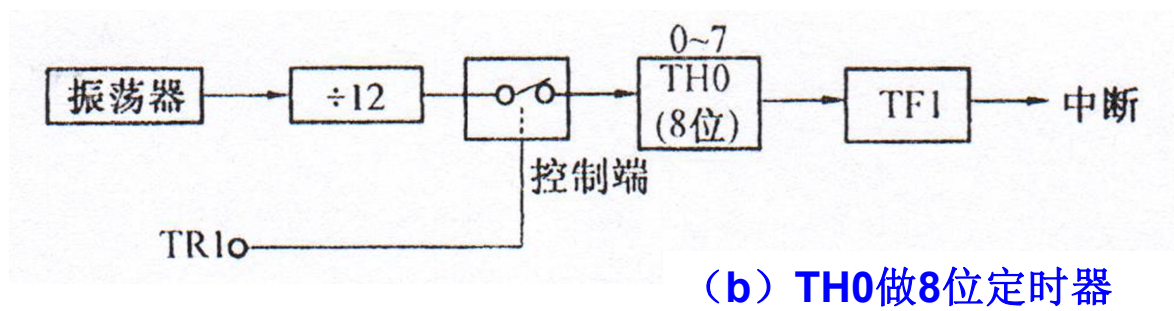 0~7
振荡器
÷12
TH0
(8位)
TF1
中断
控制端
TR1
（b）TH0做8位定时器